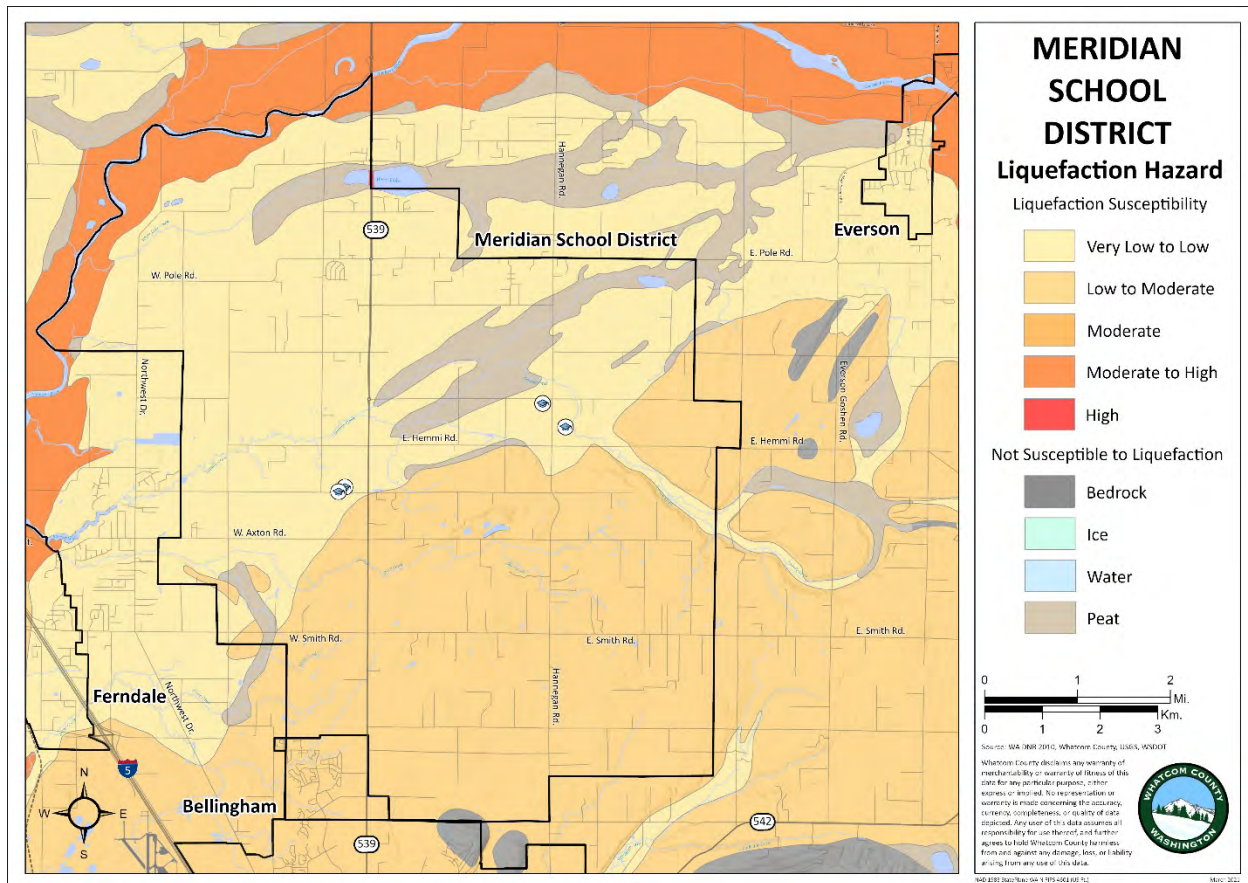 MERIDIAN
SCHOOL
DISTRICT
Liquefaction Hazard
Liquefaction Susceptibility
Very Low to Low
Low to Moderate
Moderate
Moderate to High
High
Not Susceptible to Liquefaction
Bedrock
Ice
Water
Peat
0 1 2
Mi.
Km.
0 1 2 3
Source: WA DNR 2010, Whatcom County, USGS, WSDOT
Whatcom County disclaims any warranty of
merchantability or warranty of fitness of this
data for any particular purpose, either
express or implied. No representation or
warranty is made concerning the accuracy,
currency, completeness, or quality of data
depicted. Any user of this data assumes all
responsibility for use thereof, and further
agrees to hold Whatcom County harmless
from and against any damage, loss, or liability
arising from any use of this data.
WHATCOM COUNTY
WASHINGTON
March 2021
Hannegan Rd.
539
Meridian School District
Everson
W. Pole Rd.
E. Pole Rd.
Northwest Dr.
Everson Goshen Rd.
E. Hemmi Rd.
E. Hemmi Rd.
W. Axton Rd.
W. Smith Rd.
E. Smith Rd.
E. Smith Rd.
Ferndale
Northwest Dr.
Hannegan Rd.
5
N
W E
S
Bellingham
539
542